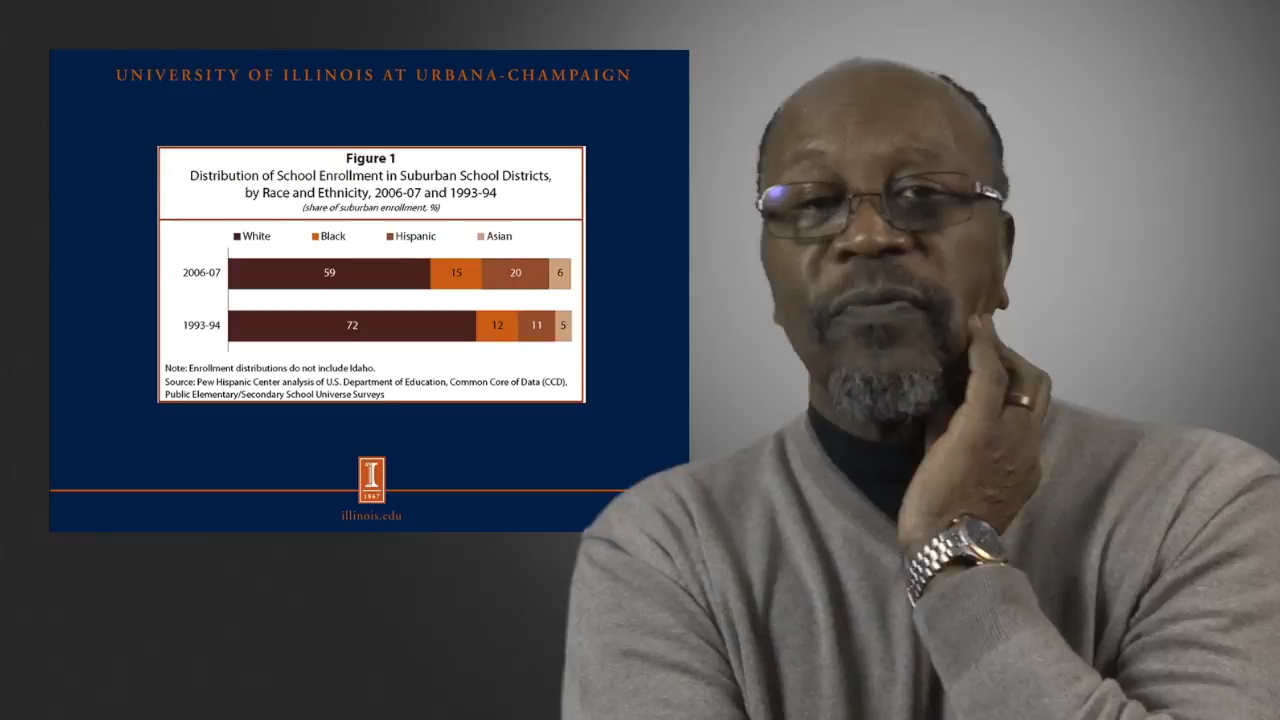 UNIVERSITY OF ILLINOIS AT URBANA-CHAMPAIGN
Figure 1
Distribution of School Enrollment in Suburban School Districts,
by Race and Ethnicity, 2006-07 and 1993-94
(share of suburban enrollment, %)
White Black Hispanic Asian
2006-07 59 15 20 6
1993-94 72 12 11 5
Note: Enrollment distributions do not include Idaho.
Source: Pew Hispanic Center analysis of U.S. Department of Education, Common Core of Data (CCD),
Public Elementary/Secondary School Universe Surveys
I
1867
illinois.edu